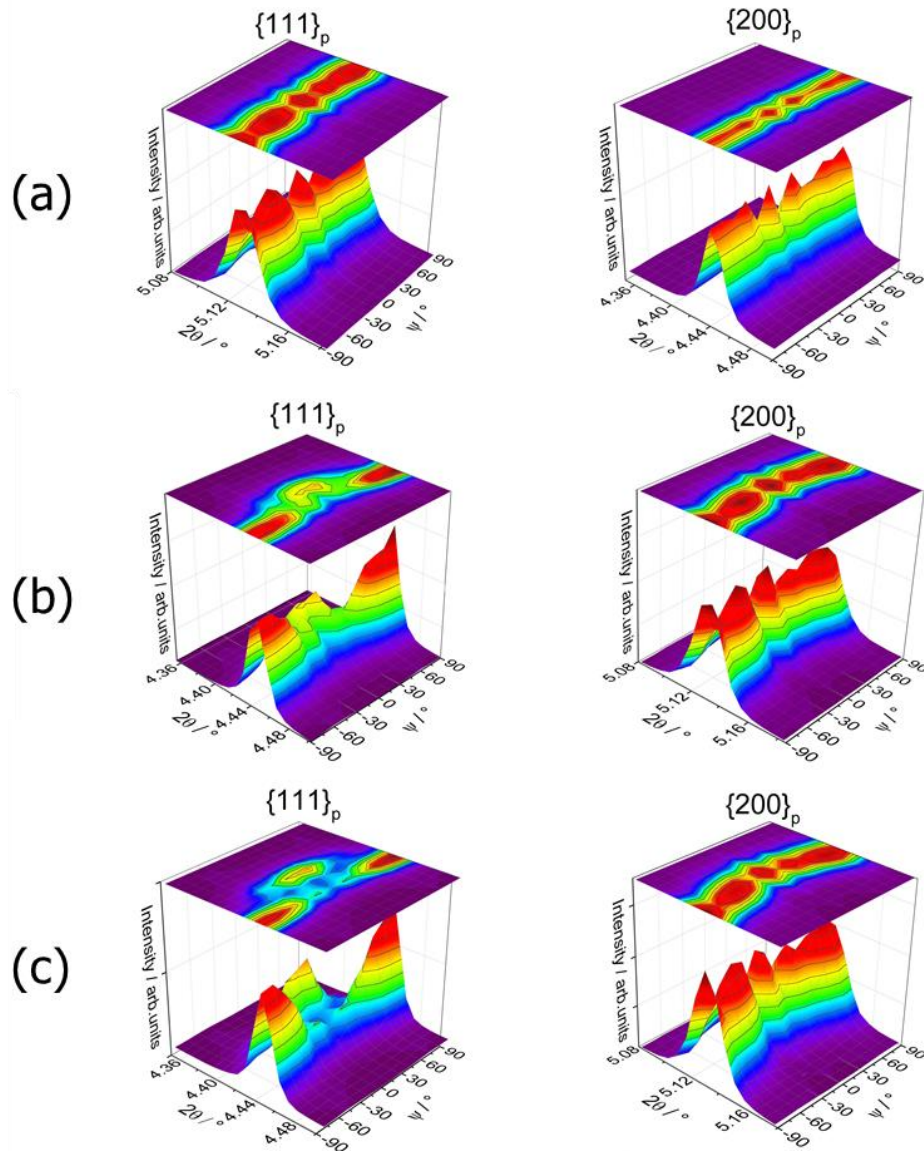 {111}p
{200}p
(a)
Intensity / arb.units
5.08
5.12
5.16
2θ / °
-90
-60
-30
0
30
60
90
Ψ / °
Intensity / arb.units
4.36
4.40
4.44
4.48
2θ / °
-90
-60
-30
0
30
60
90
Ψ / °
{111}p
{200}p
(b)
Intensity / arb.units
4.36
4.40
4.44
4.48
2θ / °
-90
-60
-30
0
30
60
90
Ψ / °
Intensity / arb.units
5.08
5.12
5.16
2θ / °
-90
-60
-30
0
30
60
90
Ψ / °
{111}p
{200}p
(c)
Intensity / arb.units
4.36
4.40
4.44
4.48
2θ / °
-90
-60
-30
0
30
60
90
Ψ / °
Intensity / arb.units
5.08
5.12
5.16
2θ / °
-90
-60
-30
0
30
60
90
Ψ / °